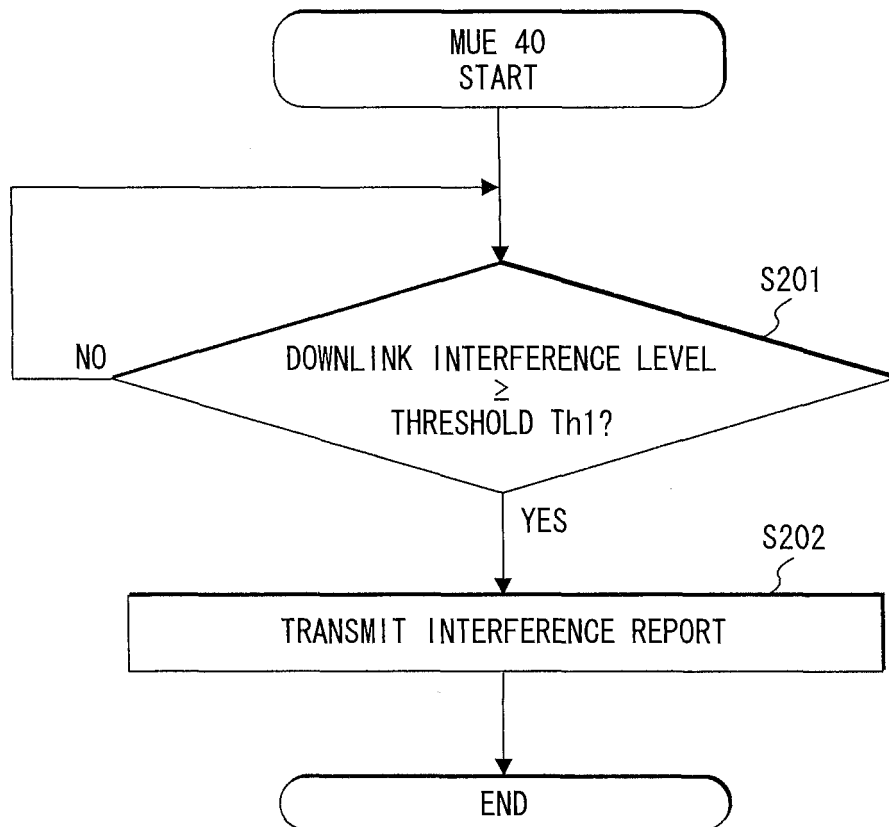 MUE 40
START
S201
NO
DOWNLINK INTERFERENCE LEVEL
≥
THRESHOLD Th1?
YES
S202
TRANSMIT INTERFERENCE REPORT
END